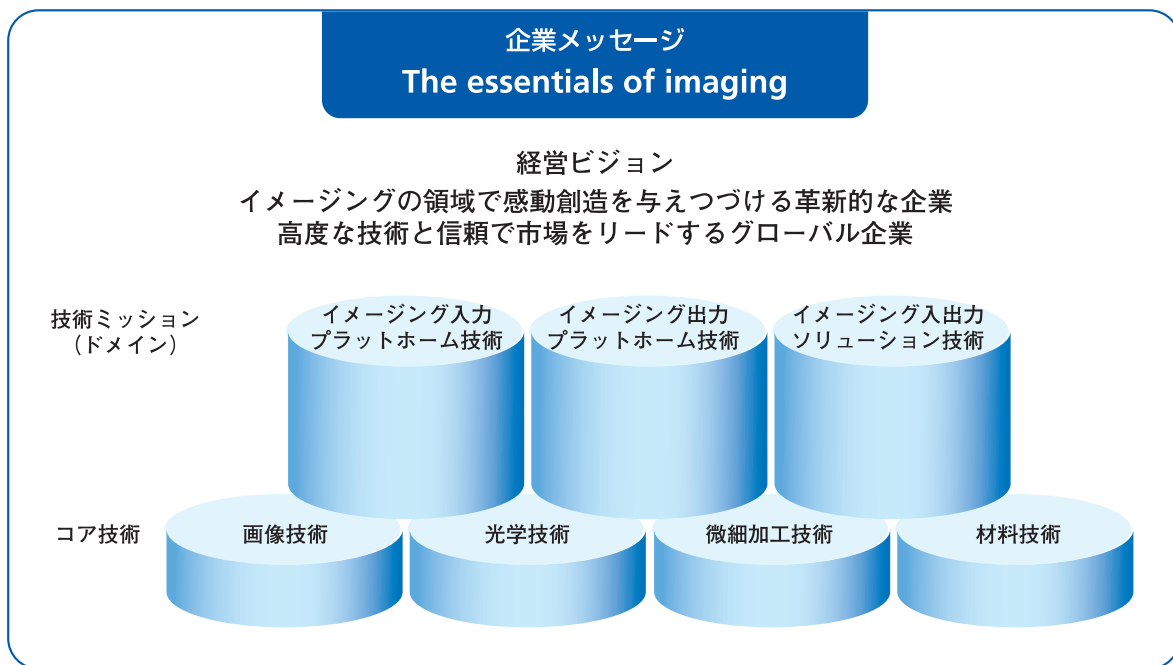 企業メッセージ
The essentials of imaging
経営ビジョン
イメージングの領域で感動創造を与えつづける革新的な企業
高度な技術と信頼で市場をリードするグローバル企業
技術ミッション
（ドメイン）
イメージング入力
プラットホーム技術
イメージング出力
プラットホーム技術
イメージング入出力
ソリューション技術
コア技術
画像技術
光学技術
微細加工技術
材料技術